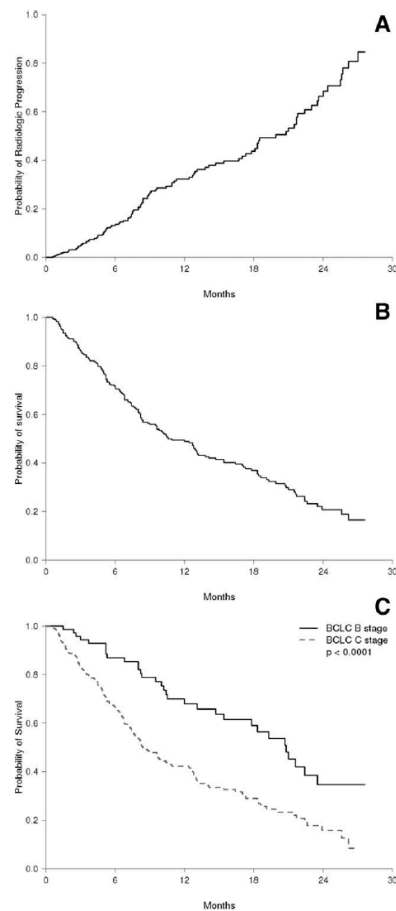 A
Probability of Radiologic Progression
1.0
0.8
0.6
0.4
0.2
0.0
0 6 12 18 24 30
Months
B
Probability of survival
1.0
0.8
0.6
0.4
0.2
0.0
0 6 12 18 24 30
Months
C
BCLC B stage
BCLC C stage
p < 0.0001
Probability of Survival
1.0
0.8
0.6
0.4
0.2
0.0
0 6 12 18 24 30
Months